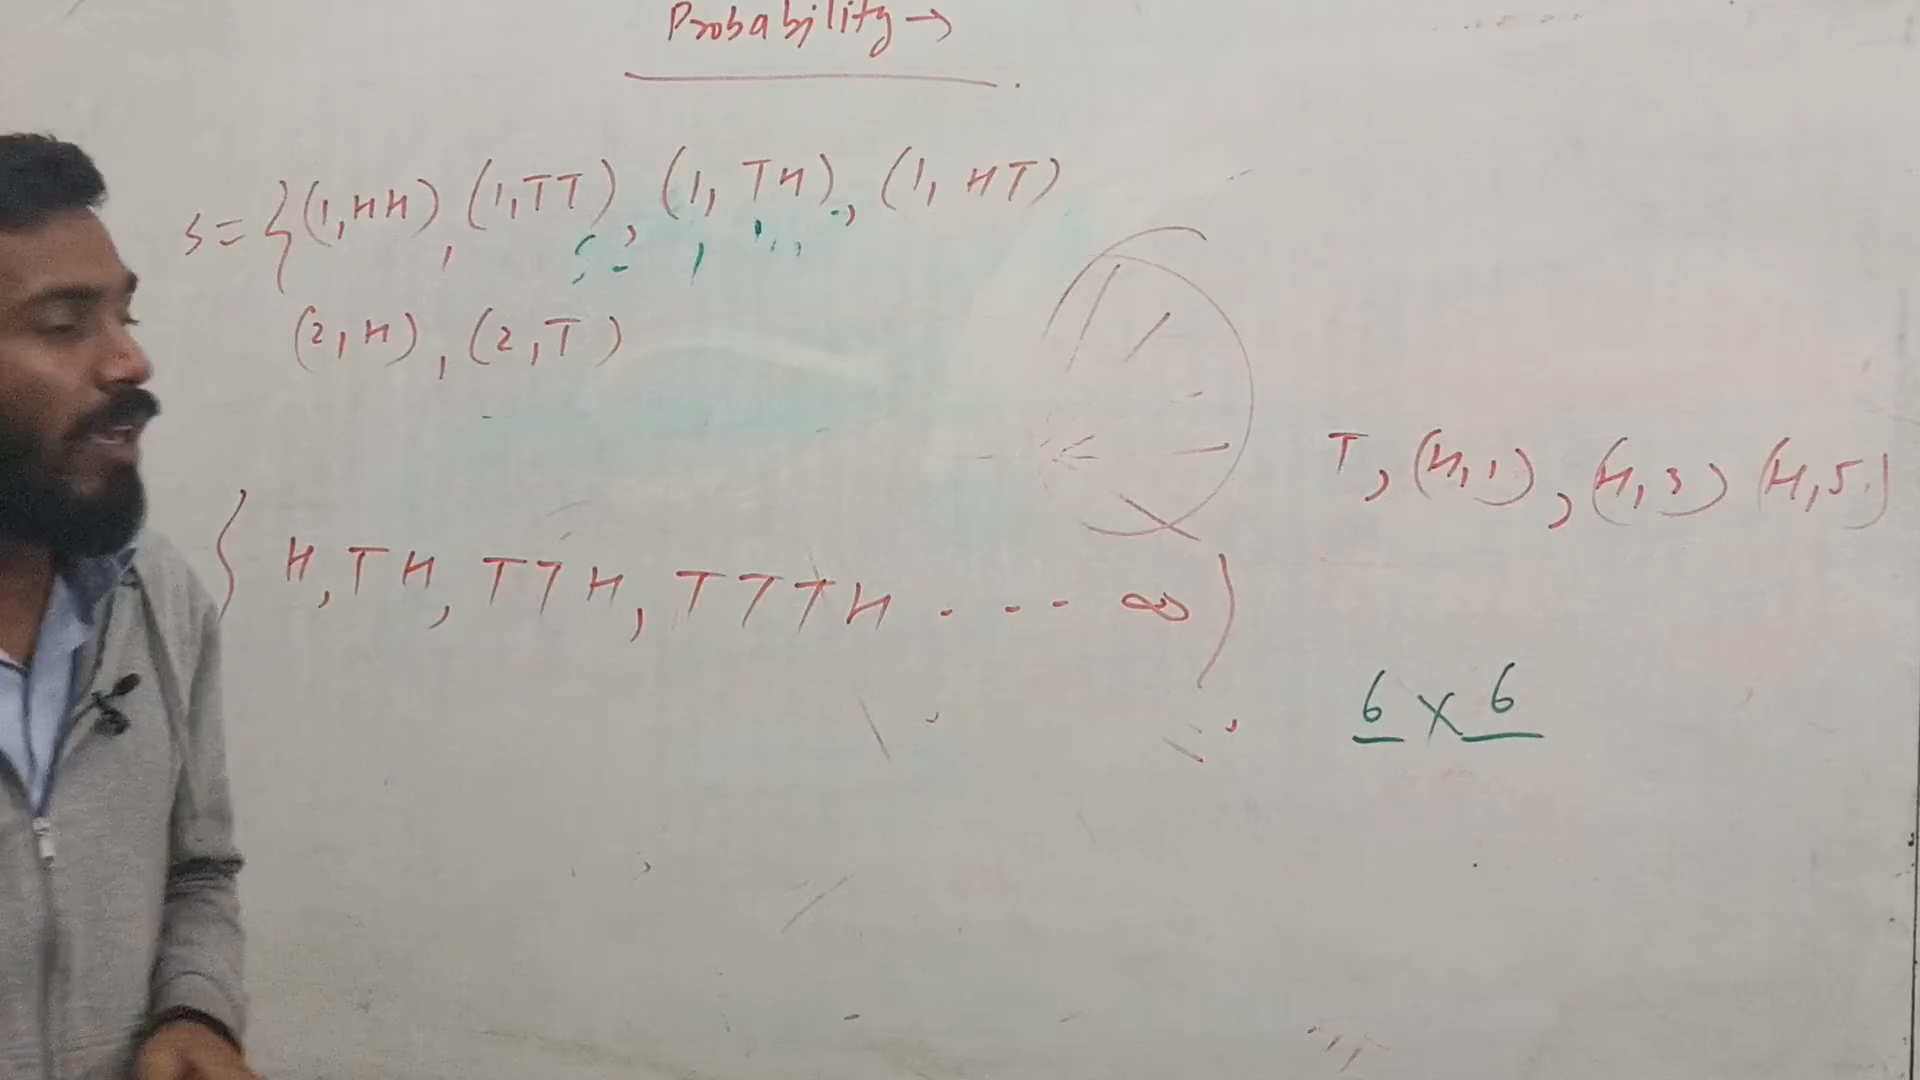 Probability →
S = { (1, HH), (1, TT), (1, TH), (1, HT)
(2, H), (2, T)
T, (H, 1), (H, 3) (H, 5)
{ H, TH, TTH, TTTH . - - - ∞ )
6 × 6